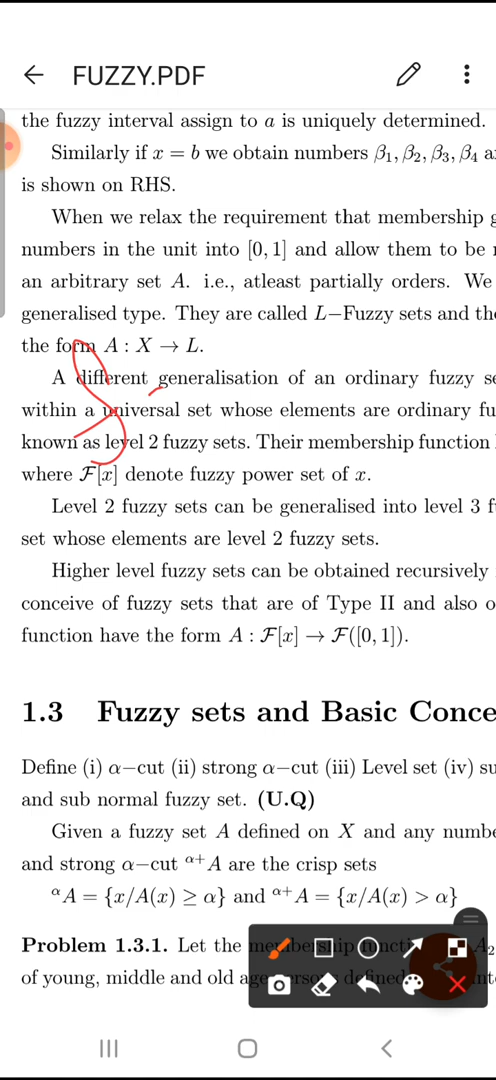 FUZZY.PDF
the fuzzy interval assign to a is uniquely determined.
Similarly if x = b we obtain numbers β₁, β₂, β₃, β₄
is shown on RHS.
When we relax the requirement that membership
numbers in the unit into [0, 1] and allow them to be
an arbitrary set A. i.e., atleast partially orders. We
generalised type. They are called L−Fuzzy sets and
the form A : X → L.
A different generalisation of an ordinary fuzzy
within a universal set whose elements are ordinary
known as level 2 fuzzy sets. Their membership function
where ℱ[x] denote fuzzy power set of x.
Level 2 fuzzy sets can be generalised into level 3
set whose elements are level 2 fuzzy sets.
Higher level fuzzy sets can be obtained recursively
conceive of fuzzy sets that are of Type II and also
function have the form A : ℱ[x] → ℱ([0, 1]).
1.3 Fuzzy sets and Basic Conce
Define (i) α−cut (ii) strong α−cut (iii) Level set (iv)
and sub normal fuzzy set. (U.Q)
Given a fuzzy set A defined on X and any
and strong α−cut ᵅ⁺A are the crisp sets
ᵅA = {x/A(x) ≥ α} and ᵅ⁺A = {x/A(x) > α}
Problem 1.3.1. Let the membership A₂
of young, middle and old